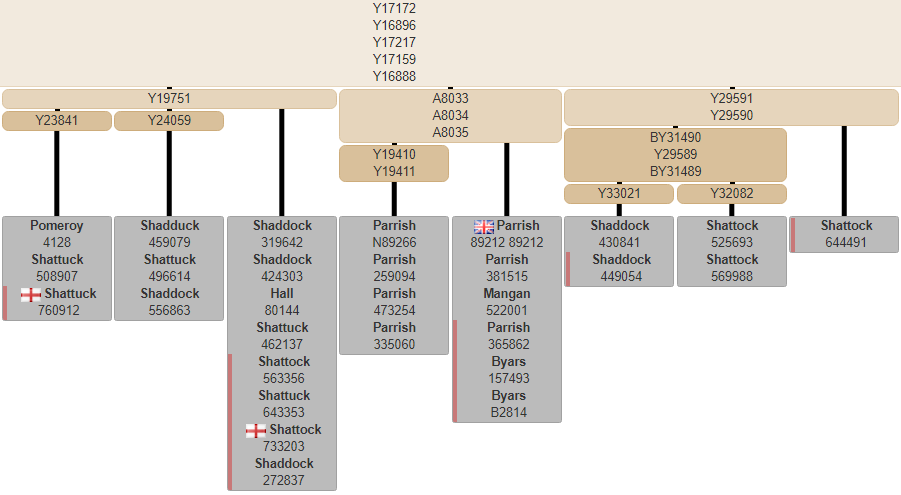 Y17172
Y16896
Y17217
Y17159
Y16888
Y19751
A8033
A8034
A8035
Y29591
Y29590
Y23841
Y24059
Y19410
Y19411
BY31490
Y29589
BY31489
Y33021
Y32082
Pomeroy
4128
Shattuck
508907
Shattuck
760912
Shadduck
459079
Shattuck
496614
Shaddock
556863
Shaddock
319642
Shaddock
424303
Hall
80144
Shattuck
462137
Shattock
563356
Shattuck
643353
Shattock
733203
Shaddock
272837
Parrish
N89266
Parrish
259094
Parrish
473254
Parrish
335060
Parrish
89212 89212
Parrish
381515
Mangan
522001
Parrish
365862
Byars
157493
Byars
B2814
Shaddock
430841
Shaddock
449054
Shattock
525693
Shattock
569988
Shattock
644491